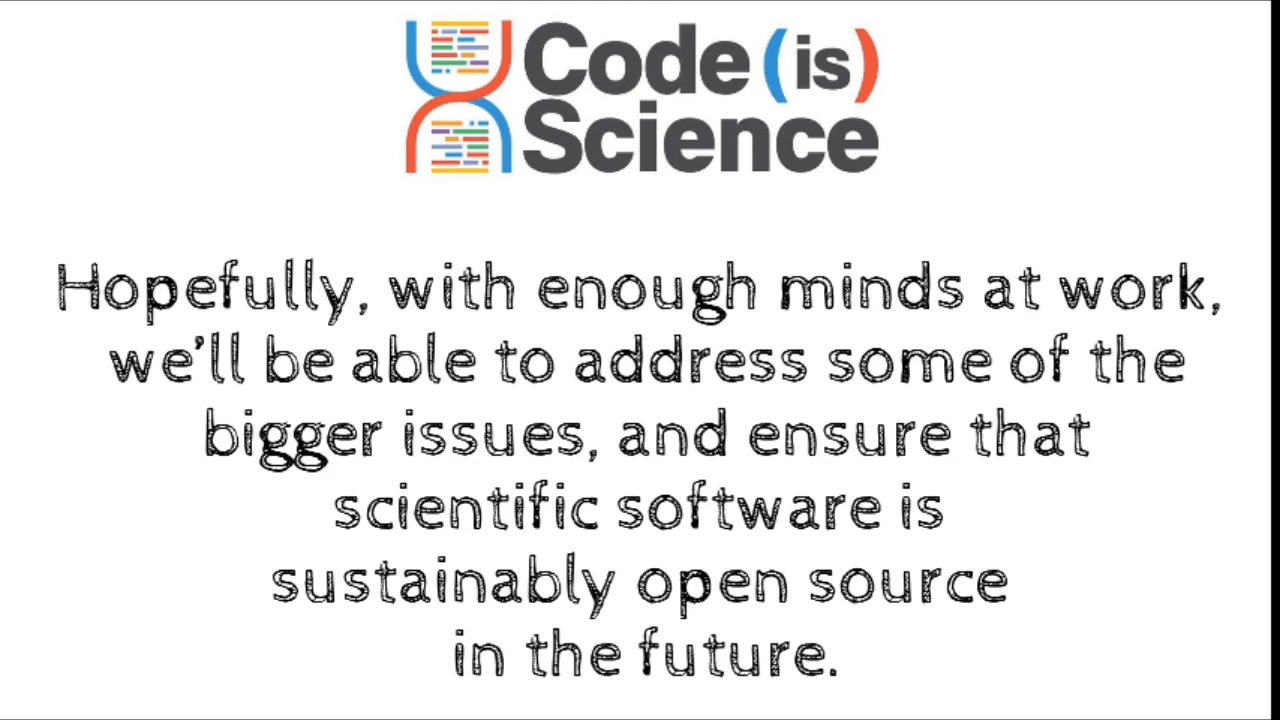 Code (is)
Science
Hopefully, with enough minds at work,
we'll be able to address some of the
bigger issues, and ensure that
scientific software is
sustainably open source
in the future.